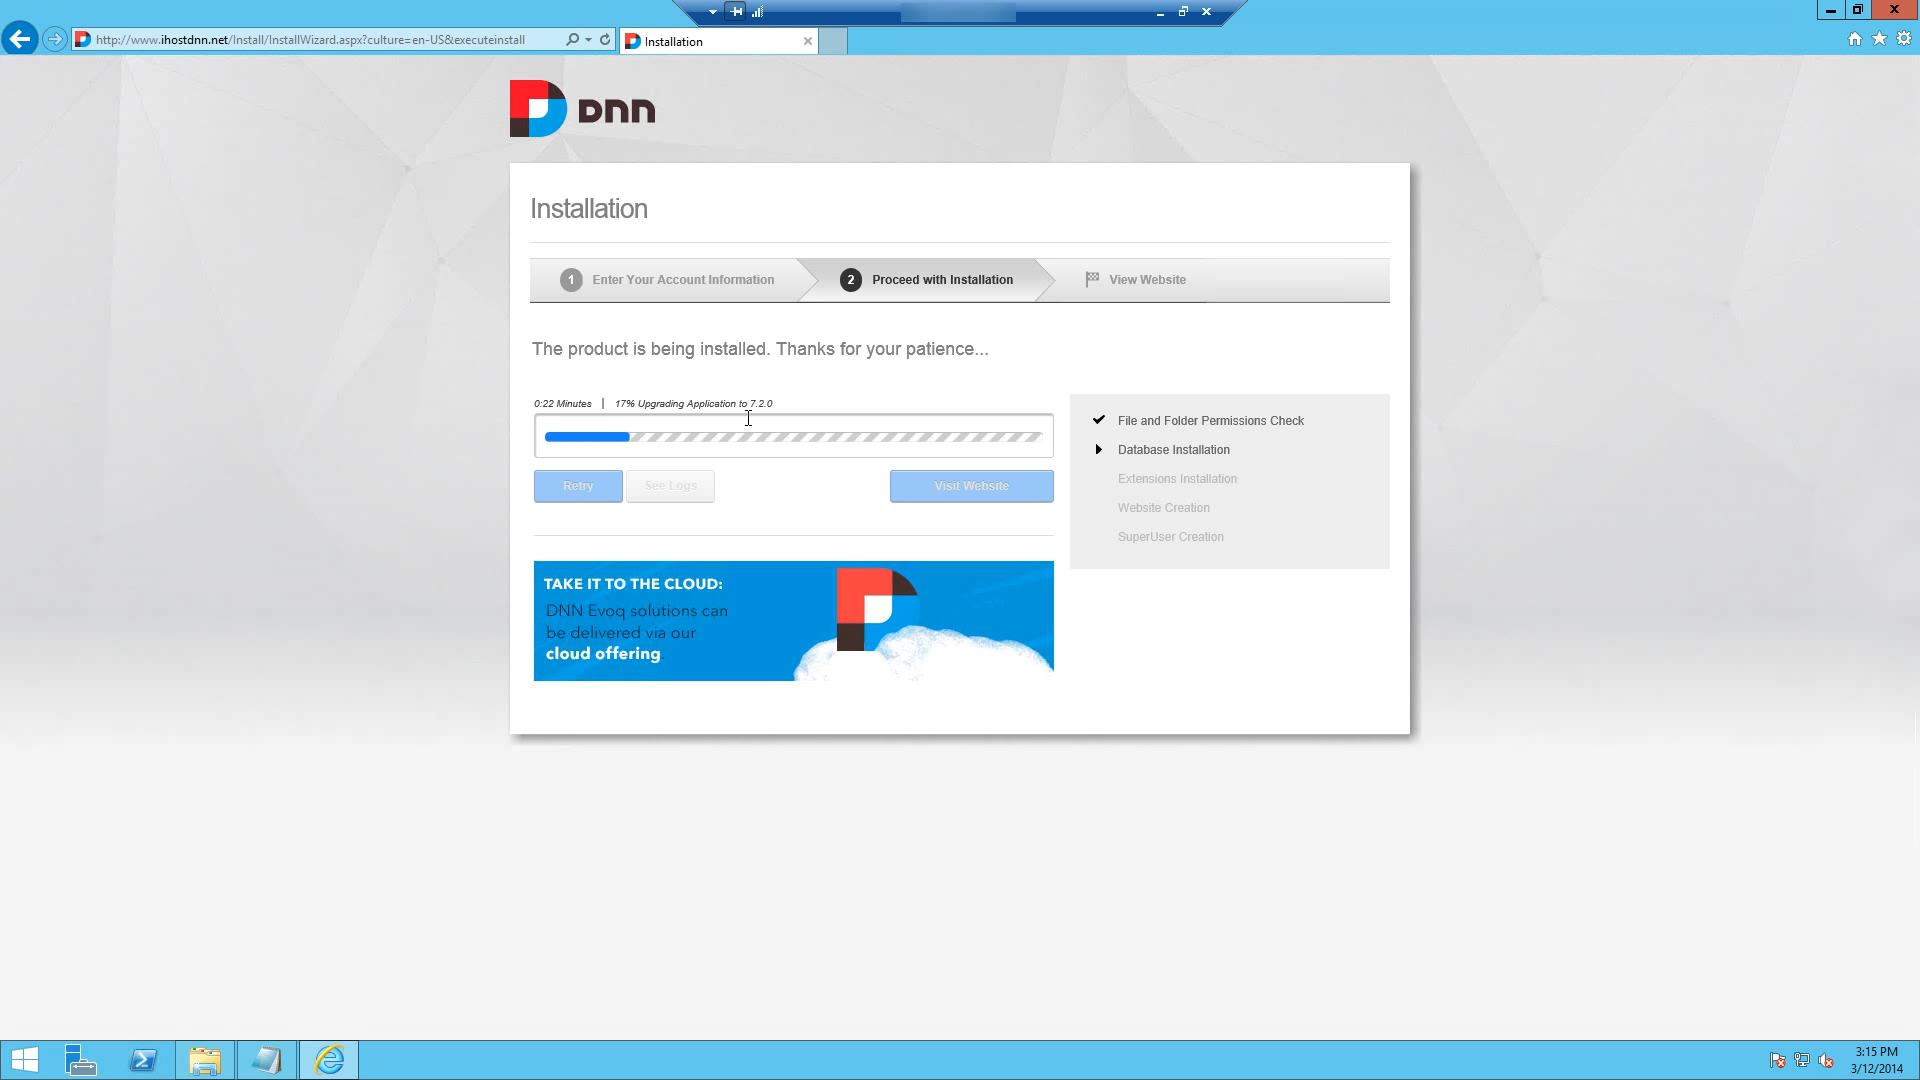 http://www.ihostdnn.net/Install/InstallWizard.aspx?culture=en-US&executeinstall
Installation
DNN
Installation
1 Enter Your Account Information
2 Proceed with Installation
View Website
The product is being installed. Thanks for your patience...
0:22 Minutes | 17% Upgrading Application to 7.2.0
Retry
See Logs
Visit Website
File and Folder Permissions Check
Database Installation
Extensions Installation
Website Creation
SuperUser Creation
TAKE IT TO THE CLOUD:
DNN Evoq solutions can
be delivered via our
cloud offering
3:15 PM
3/12/2014